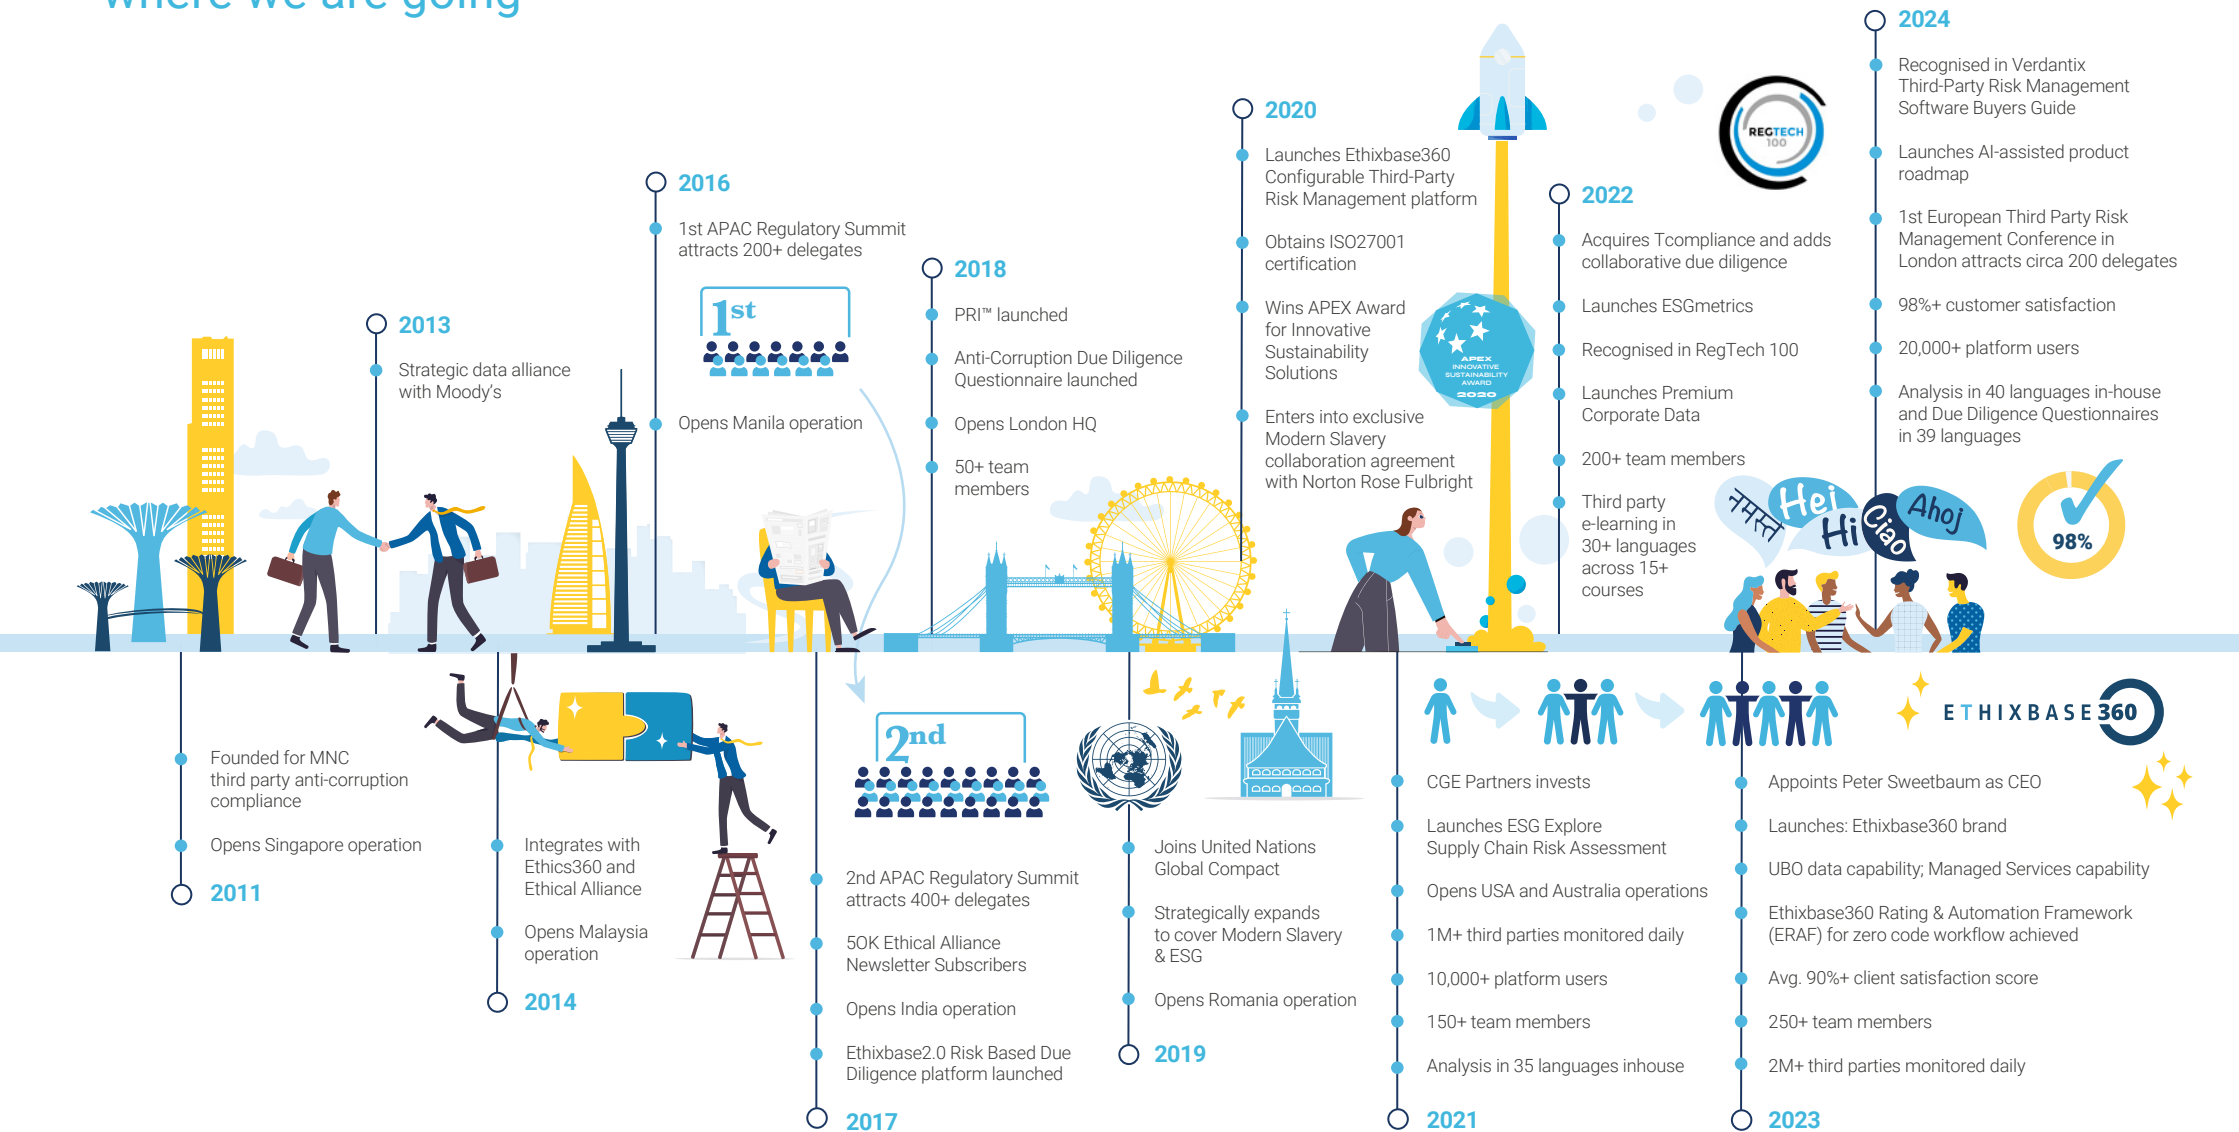 where we are going
2011
Founded for MNC
third party anti-corruption
compliance
Opens Singapore operation
2013
Strategic data alliance
with Moody's
2014
Integrates with
Ethics360 and
Ethical Alliance
Opens Malaysia
operation
2016
1st APAC Regulatory Summit
attracts 200+ delegates
1st
Opens Manila operation
2017
2nd
2nd APAC Regulatory Summit
attracts 400+ delegates
50K Ethical Alliance
Newsletter Subscribers
Opens India operation
Ethixbase2.0 Risk Based Due
Diligence platform launched
2018
PRI™ launched
Anti-Corruption Due Diligence
Questionnaire launched
Opens London HQ
50+ team
members
2019
Joins United Nations
Global Compact
Strategically expands
to cover Modern Slavery
& ESG
Opens Romania operation
2020
Launches Ethixbase360
Configurable Third-Party
Risk Management platform
Obtains ISO27001
certification
Wins APEX Award
for Innovative
Sustainability
Solutions
Enters into exclusive
Modern Slavery
collaboration agreement
with Norton Rose Fulbright
APEX
INNOVATIVE
SUSTAINABILITY
AWARD
2020
2021
CGE Partners invests
Launches ESG Explore
Supply Chain Risk Assessment
Opens USA and Australia operations
1M+ third parties monitored daily
10,000+ platform users
150+ team members
Analysis in 35 languages inhouse
2022
Acquires Tcompliance and adds
collaborative due diligence
Launches ESGmetrics
Recognised in RegTech 100
Launches Premium
Corporate Data
200+ team members
Third party
e-learning in
30+ languages
across 15+
courses
REGTECH
100
2023
ETHIXBASE360
Appoints Peter Sweetbaum as CEO
Launches: Ethixbase360 brand
UBO data capability; Managed Services capability
Ethixbase360 Rating & Automation Framework
(ERAF) for zero code workflow achieved
Avg. 90%+ client satisfaction score
250+ team members
2M+ third parties monitored daily
2024
Recognised in Verdantix
Third-Party Risk Management
Software Buyers Guide
Launches AI-assisted product
roadmap
1st European Third Party Risk
Management Conference in
London attracts circa 200 delegates
98%+ customer satisfaction
20,000+ platform users
Analysis in 40 languages in-house
and Due Diligence Questionnaires
in 39 languages
नमस्ते
Hej
Hi
Ciao
Ahoj
98%